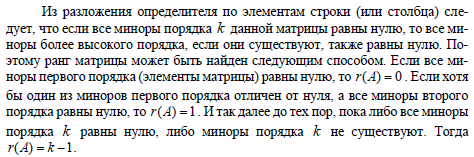 Из разложения определителя по элементам строки (или столбца) сле-
дует, что если все миноры порядка k данной матрицы равны нулю, то все ми-
норы более высокого порядка, если они существуют, также равны нулю. По-
этому ранг матрицы может быть найден следующим способом. Если все ми-
норы первого порядка (элементы матрицы) равны нулю, то r(A) = 0. Если хотя
бы один из миноров первого порядка отличен от нуля, а все миноры второго
порядка равны нулю, то r(A) = 1. И так далее до тех пор, пока либо все миноры
порядка k равны нулю, либо миноры порядка k не существуют. Тогда
r(A) = k − 1.